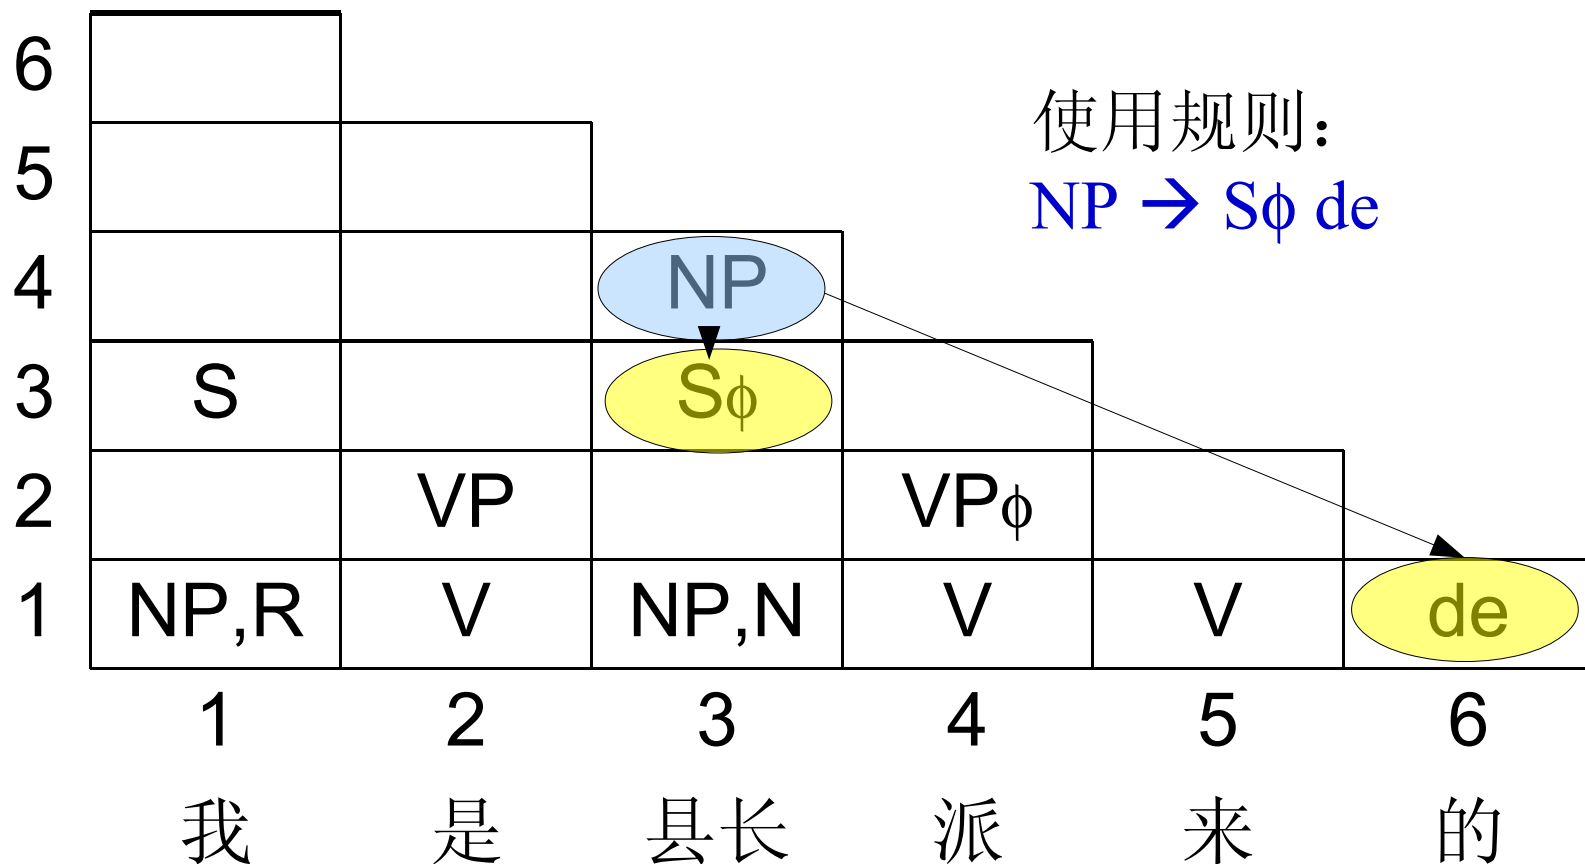 6
使用规则：
5
NP → Sϕ de
4 NP
3 S Sϕ
2 VP VPϕ
1 NP,R V NP,N V V de
1 2 3 4 5 6
我 是 县长 派 来 的